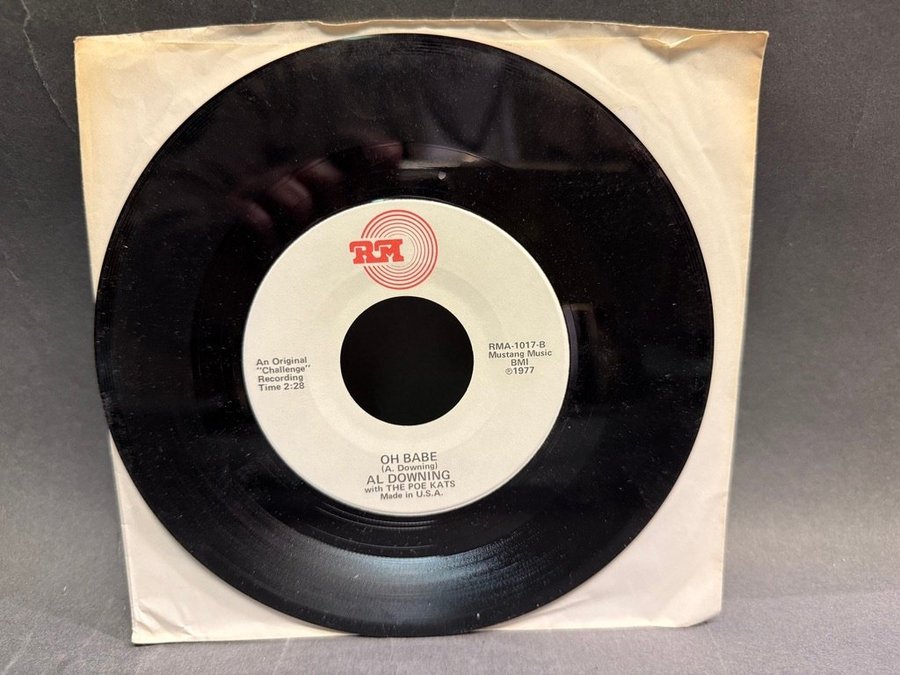 RM
An Original
"Challenge"
Recording
Time 2:28
RMA-1017-B
Mustang Music
BMI
℗1977
OH BABE
(A. Downing)
AL DOWNING
with THE POE KATS
Made in U.S.A.